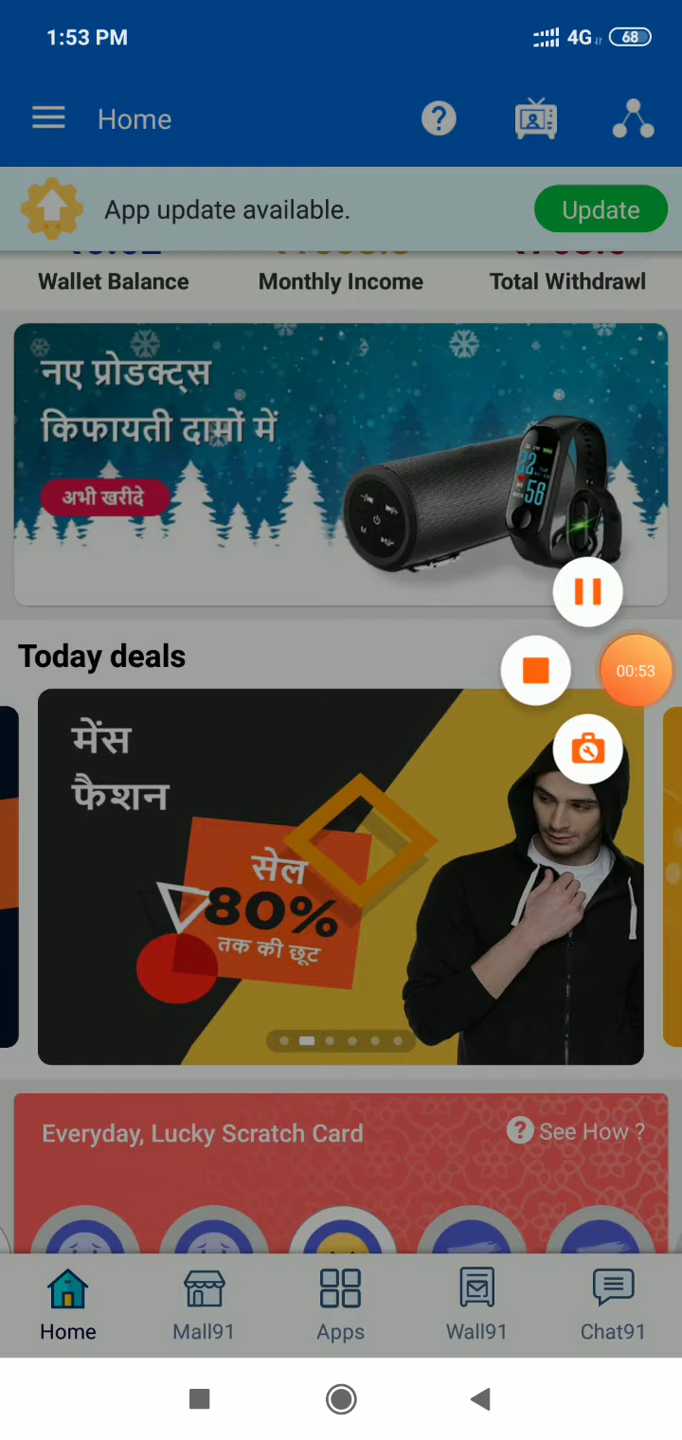 1:53 PM
4G
68
Home
App update available.
Update
Wallet Balance
Monthly Income
Total Withdrawl
नए प्रोडक्ट्स
किफायती दामों में
अभी खरीदे
22
56
00:53
Today deals
मेंस
फैशन
सेल
80%
तक की छूट
Everyday, Lucky Scratch Card
? See How ?
Home
Mall91
Apps
Wall91
Chat91